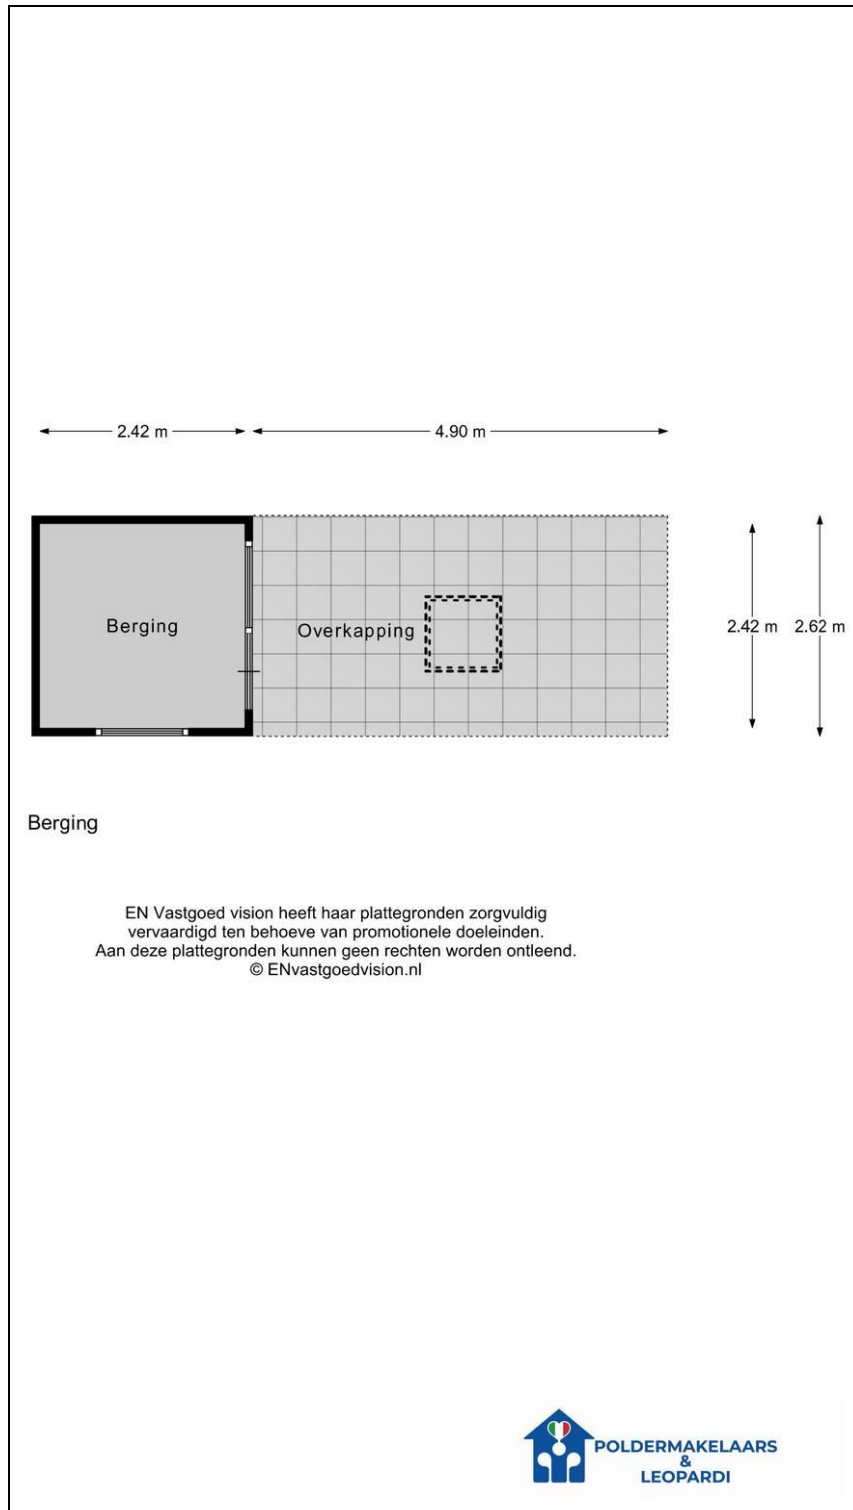 2.42 m
4.90 m
Berging
Overkapping
2.42 m
2.62 m
Berging
EN Vastgoed vision heeft haar plattegronden zorgvuldig
vervaardigd ten behoeve van promotionele doeleinden.
Aan deze plattegronden kunnen geen rechten worden ontleend.
© ENvastgoedvision.nl
POLDERMAKELAARS
&
LEOPARDI